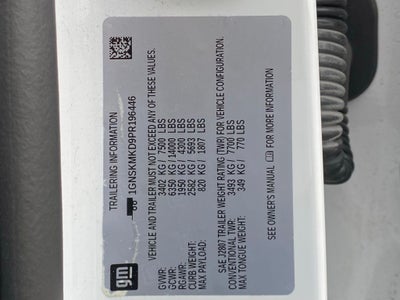 gm
TRAILERING INFORMATION
1GNSKMKD9PR196446
VEHICLE AND TRAILER MUST NOT EXCEED ANY OF THESE VALUES.
GVWR: 3402 KG/ 7500 LBS
GCWR: 6350 KG/ 14000 LBS
RGAWR: 1950 KG/ 4300 LBS
CURB WEIGHT: 2582 KG/ 5693 LBS
MAX PAYLOAD: 820 KG/ 1807 LBS
SAE J2807 TRAILER WEIGHT RATING (TWR) FOR VEHICLE CONFIGURATION.
CONVENTIONAL TWR: 3493 KG/ 7700 LBS
MAX TONGUE WEIGHT: 349 KG/ 770 LBS
SEE OWNER'S MANUAL FOR MORE INFORMATION